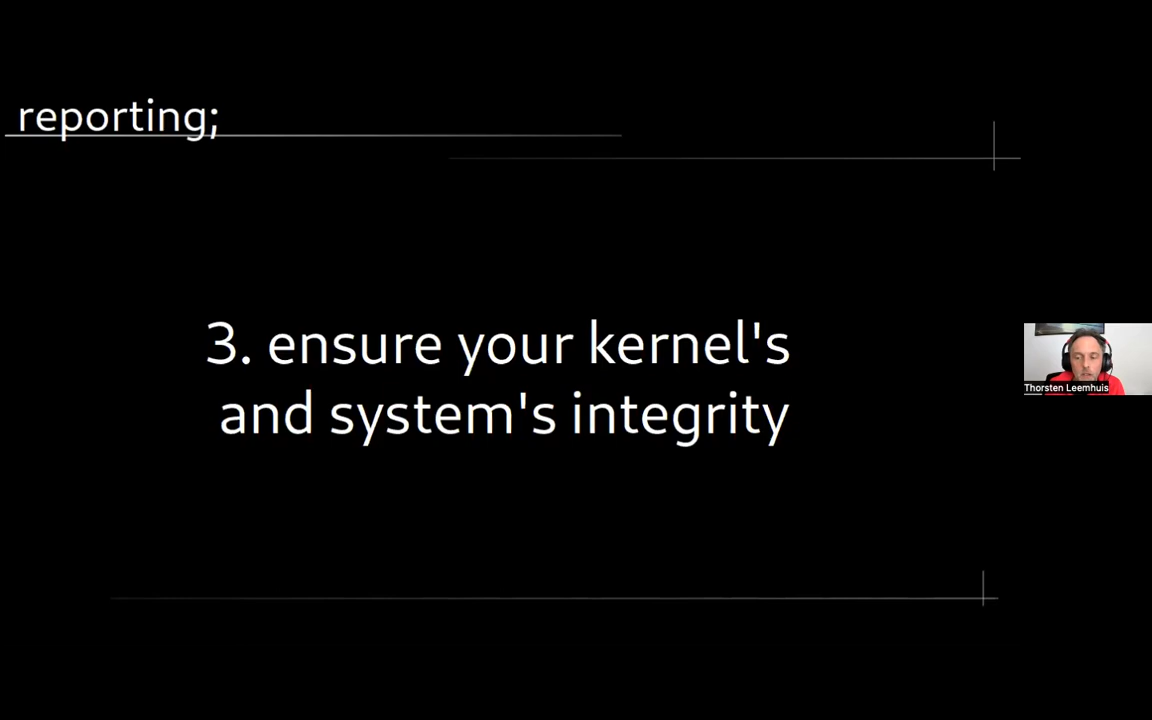 reporting;
3. ensure your kernel's
and system's integrity
Thorsten Leemhuis